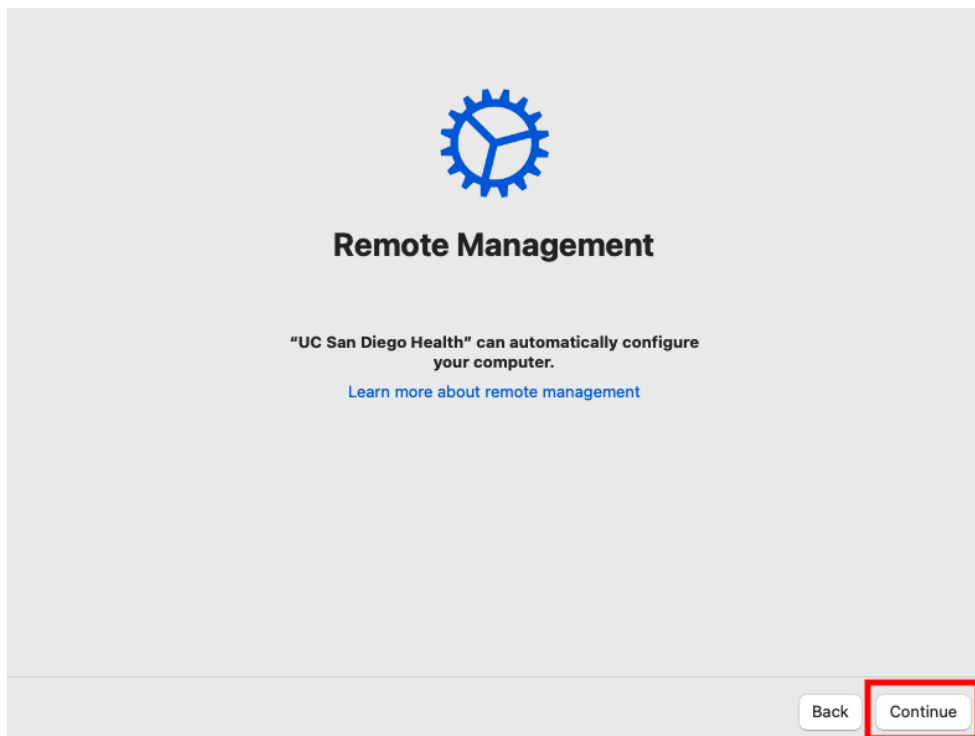 Remote Management
“UC San Diego Health” can automatically configure
your computer.
Learn more about remote management
Back
Continue